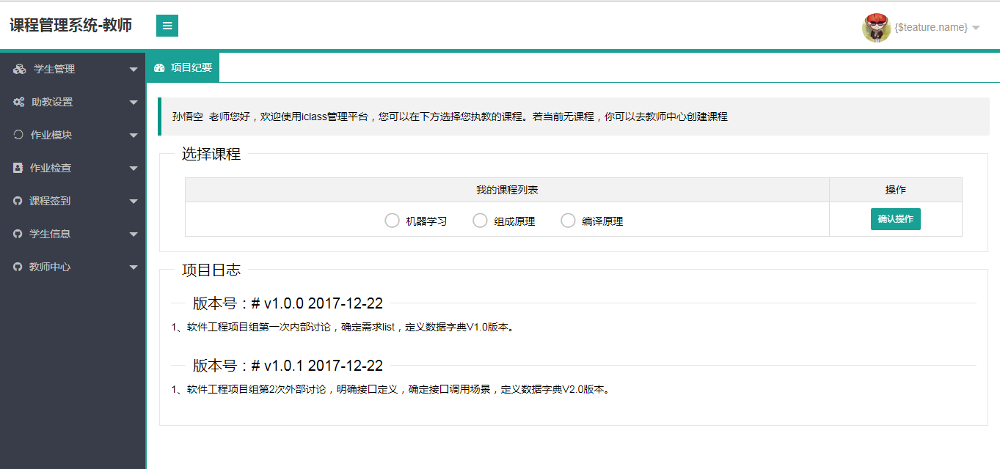 课程管理系统-教师
{$teature.name}
学生管理
助教设置
作业模块
作业检查
课程签到
学生信息
教师中心
项目纪要
孙悟空 老师您好，欢迎使用iclass管理平台，您可以在下方选择您执教的课程。若当前无课程，你可以去教师中心创建课程
选择课程
我的课程列表 操作
机器学习 组成原理 编译原理 确认操作
项目日志
版本号：# v1.0.0 2017-12-22
1、软件工程项目组第一次内部讨论，确定需求list，定义数据字典V1.0版本。
版本号：# v1.0.1 2017-12-22
1、软件工程项目组第2次外部讨论，明确接口定义，确定接口调用场景，定义数据字典V2.0版本。